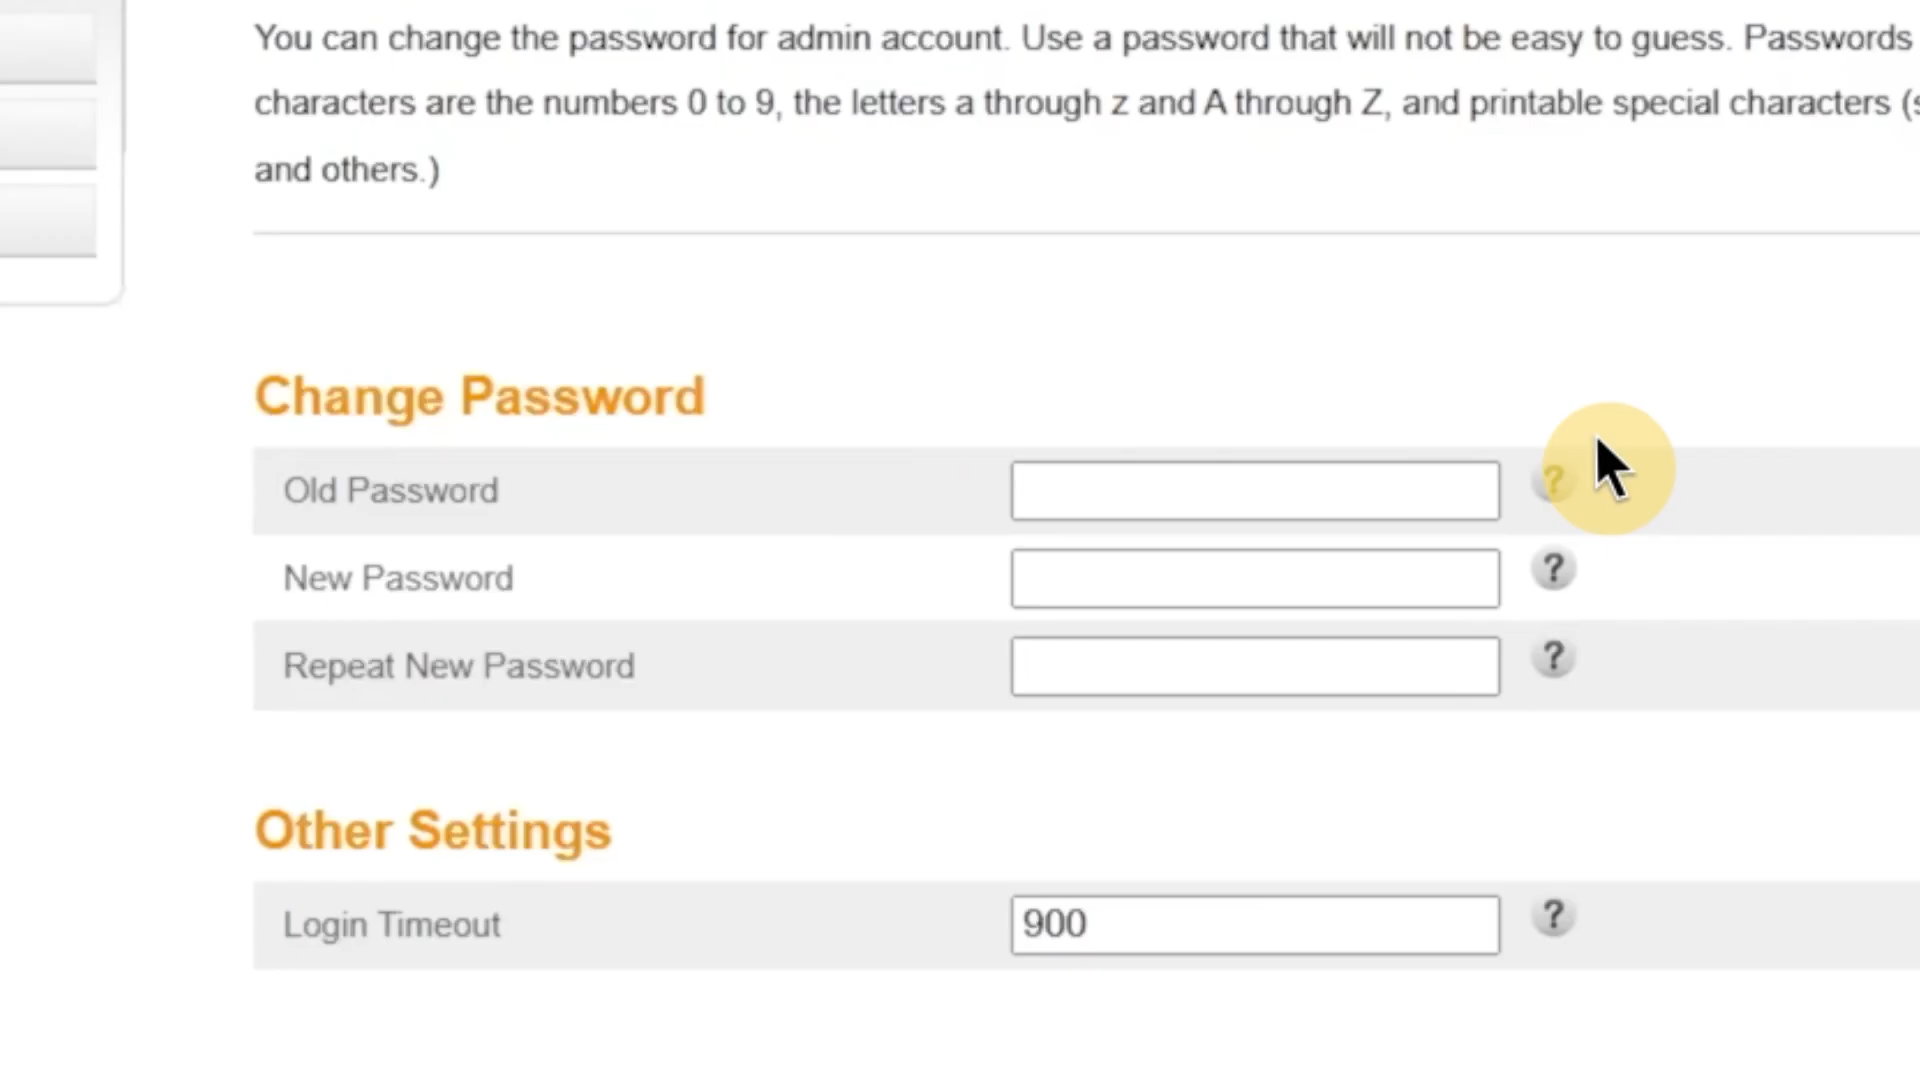 You can change the password for admin account. Use a password that will not be easy to guess. Passwords
characters are the numbers 0 to 9, the letters a through z and A through Z, and printable special characters (s
and others.)
Change Password
Old Password ?
New Password ?
Repeat New Password ?
Other Settings
Login Timeout 900 ?